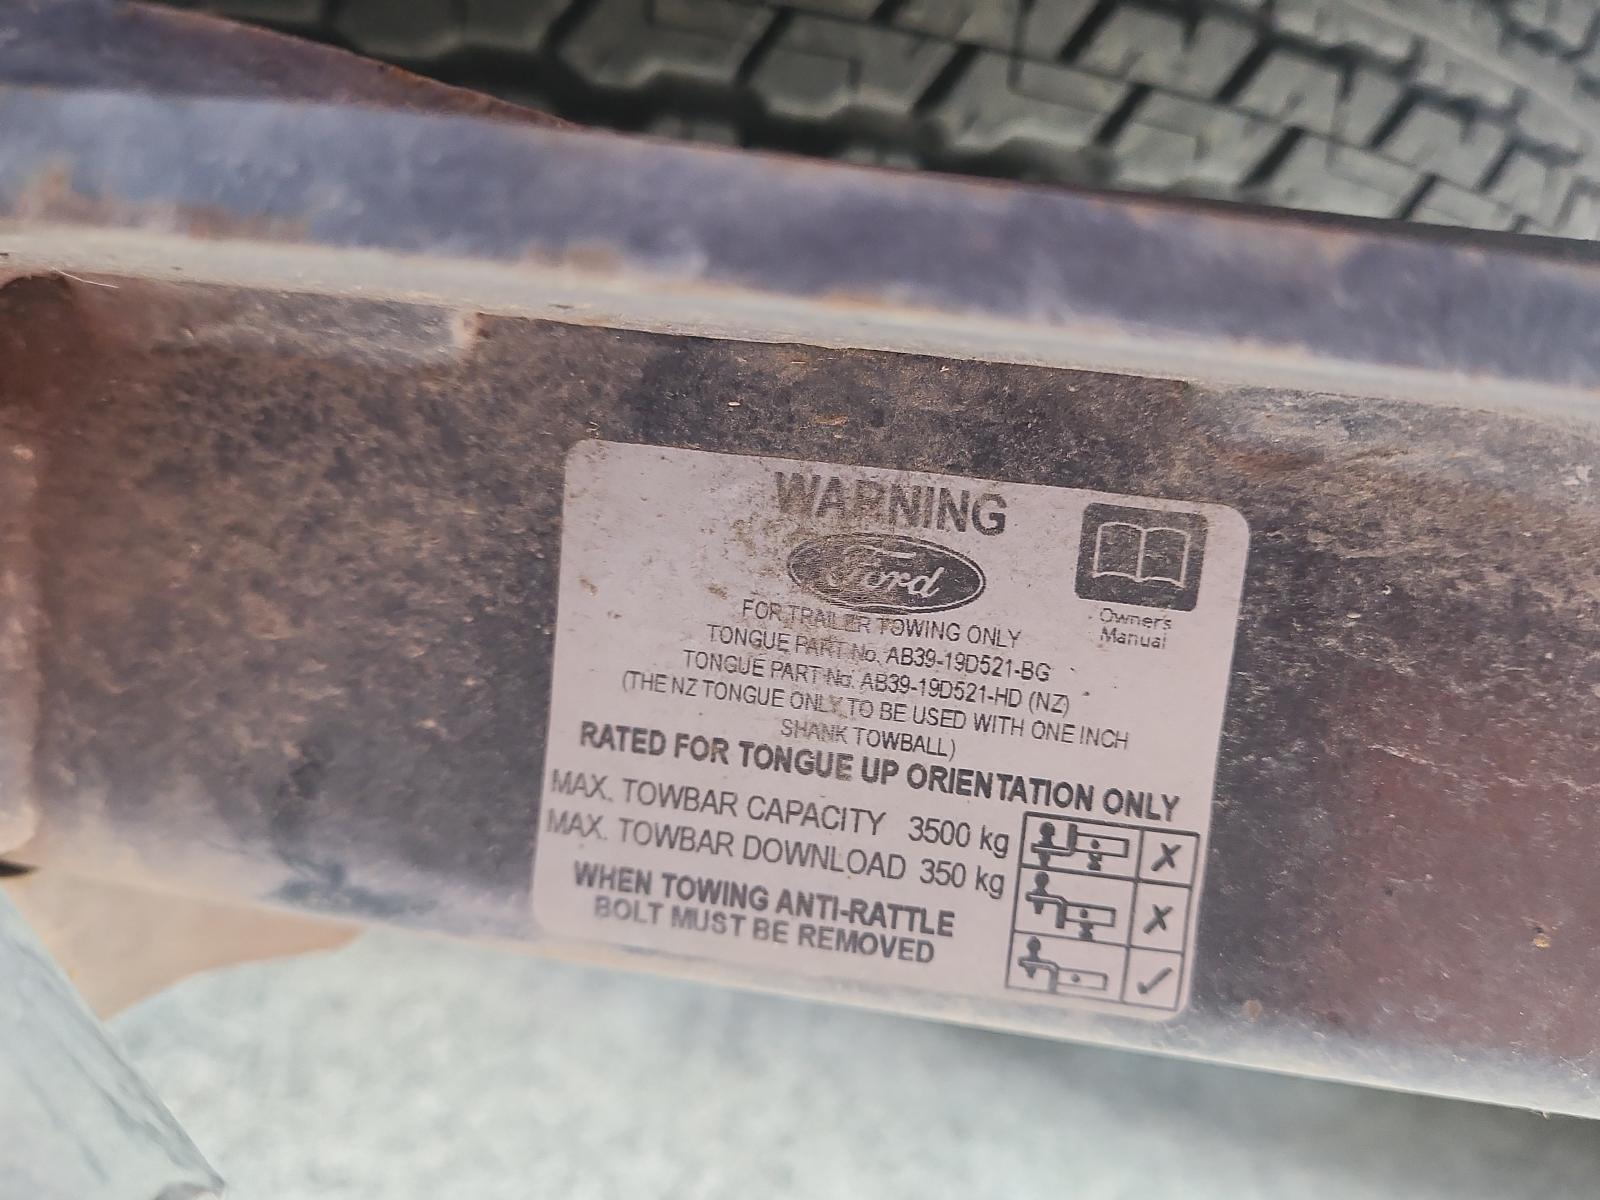 WARNING
Ford
Owner's
Manual
FOR TRAILER TOWING ONLY
TONGUE PART No. AB39-19D521-BG
TONGUE PART No. AB39-19D521-HD (NZ)
(THE NZ TONGUE ONLY TO BE USED WITH ONE INCH
SHANK TOWBALL)
RATED FOR TONGUE UP ORIENTATION ONLY
MAX. TOWBAR CAPACITY 3500 kg
MAX. TOWBAR DOWNLOAD 350 kg
WHEN TOWING ANTI-RATTLE
BOLT MUST BE REMOVED